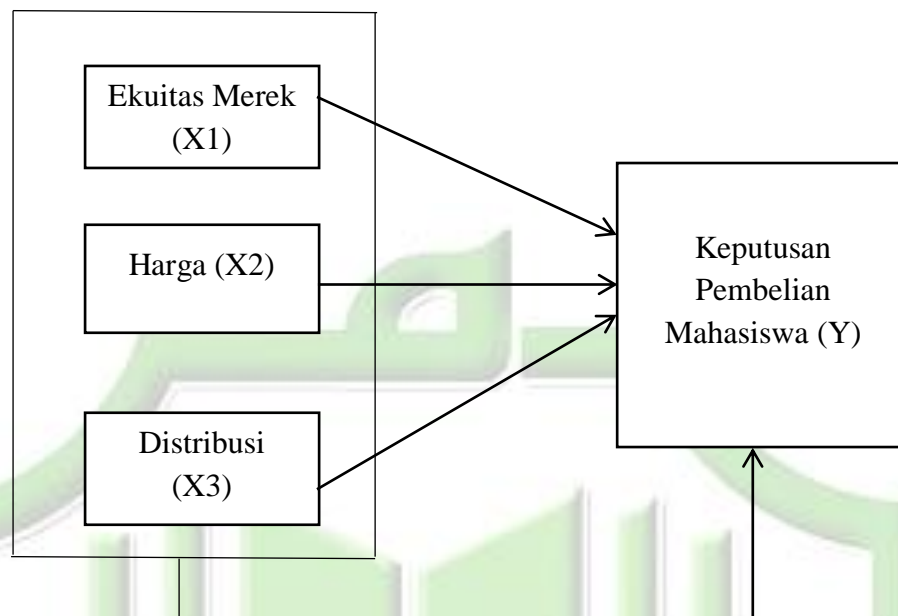 Ekuitas Merek
(X1)
Harga (X2)
Distribusi
(X3)
Keputusan
Pembelian
Mahasiswa (Y)